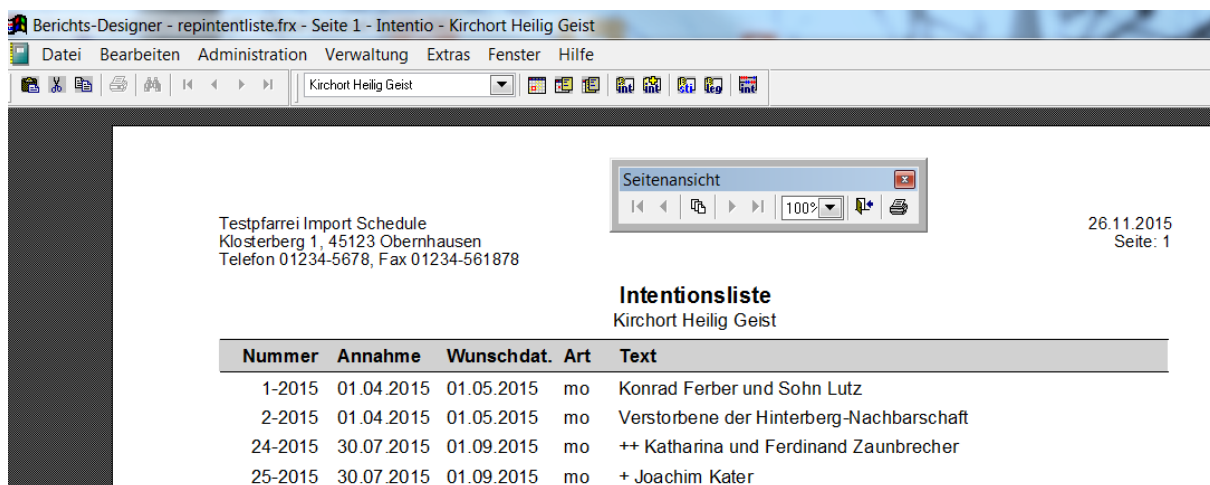 Berichts-Designer - repintentliste.frx - Seite 1 - Intentio - Kirchort Heilig Geist
Datei Bearbeiten Administration Verwaltung Extras Fenster Hilfe
Kirchort Heilig Geist
int int sti leg int
Seitenansicht
100%
Testpfarrei Import Schedule
Klosterberg 1, 45123 Obernhausen
Telefon 01234-5678, Fax 01234-561878
26.11.2015
Seite: 1
Intentionsliste
Kirchort Heilig Geist
Nummer Annahme Wunschdat. Art Text
1-2015 01.04.2015 01.05.2015 mo Konrad Ferber und Sohn Lutz
2-2015 01.04.2015 01.05.2015 mo Verstorbene der Hinterberg-Nachbarschaft
24-2015 30.07.2015 01.09.2015 mo ++ Katharina und Ferdinand Zaunbrecher
25-2015 30.07.2015 01.09.2015 mo + Joachim Kater